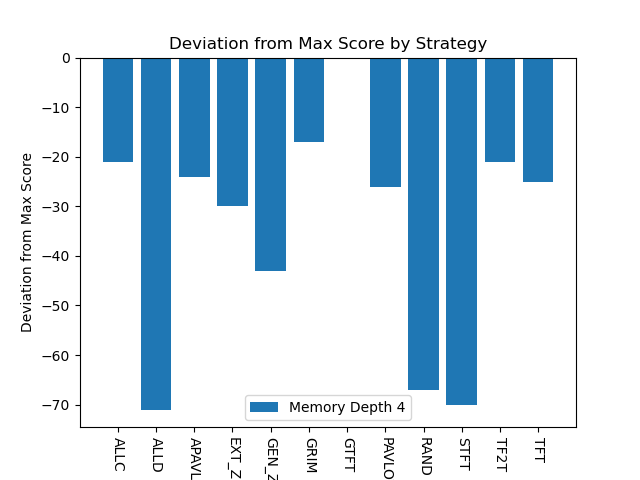 Deviation from Max Score by Strategy
Deviation from Max Score
0
−10
−20
−30
−40
−50
−60
−70
Memory Depth 4
ALLC
ALLD
APAVL
EXT_Z
GEN_Z
GRIM
GTFT
PAVLO
RAND
STFT
TF2T
TFT